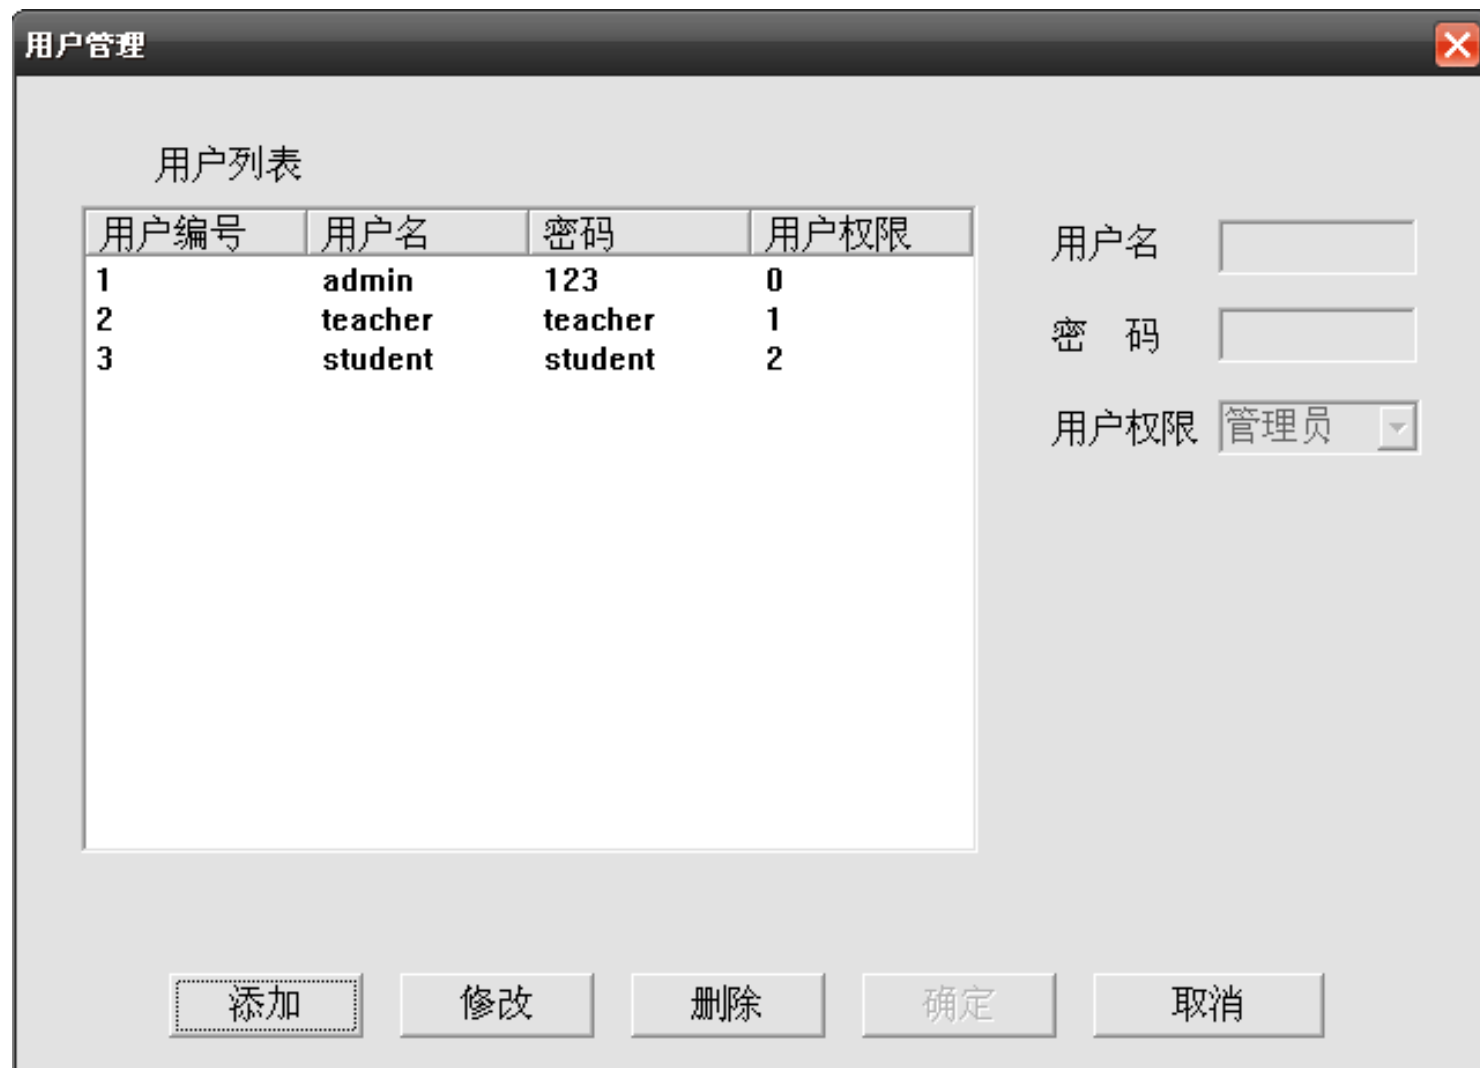 用户管理
用户列表
用户编号 用户名 密码 用户权限
1 admin 123 0
2 teacher teacher 1
3 student student 2
用户名
密 码
用户权限 管理员
添加 修改 删除 确定 取消